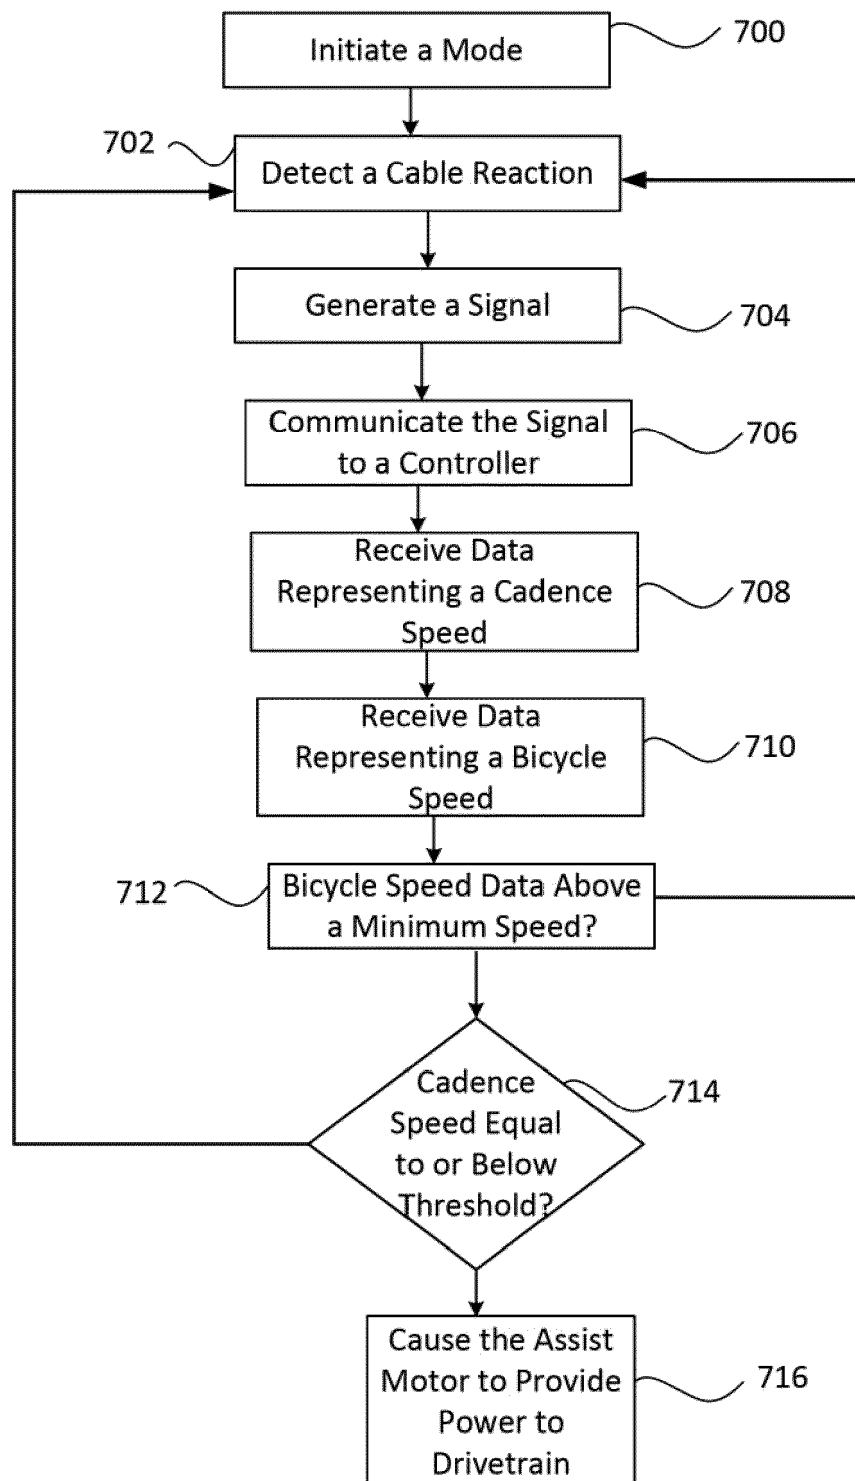 Initiate a Mode
700
702
Detect a Cable Reaction
Generate a Signal
704
Communicate the Signal
to a Controller
706
Receive Data
Representing a Cadence
Speed
708
Receive Data
Representing a Bicycle
Speed
710
712
Bicycle Speed Data Above
a Minimum Speed?
Cadence
Speed Equal
to or Below
Threshold?
714
Cause the Assist
Motor to Provide
Power to
Drivetrain
716